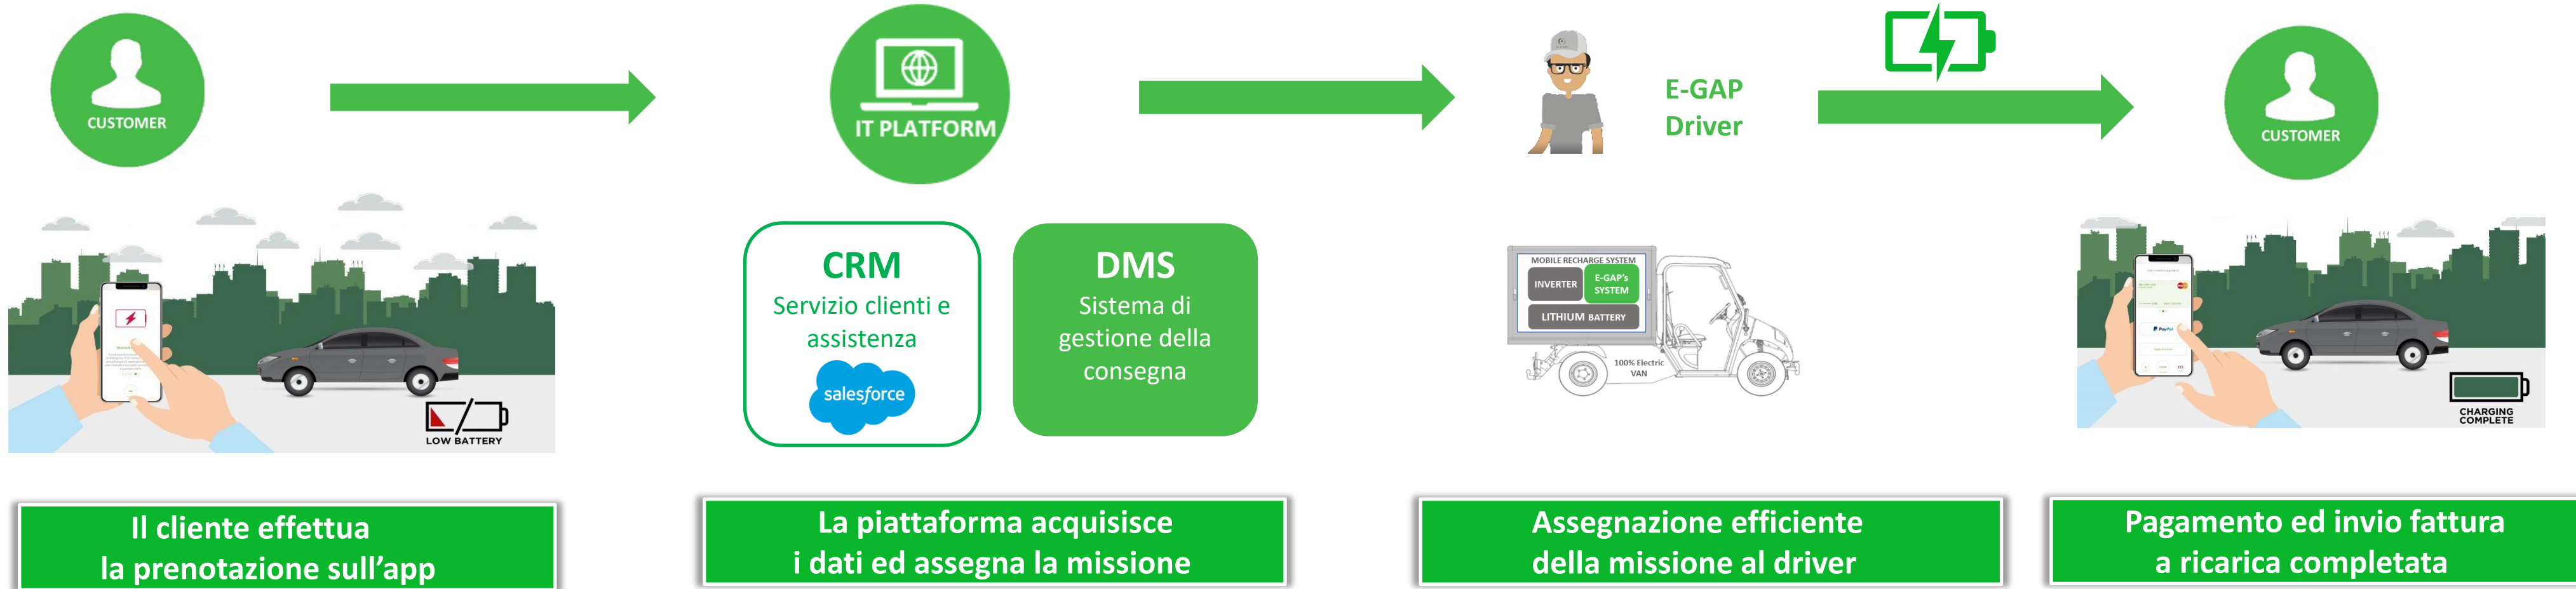 CUSTOMER
IT PLATFORM
E-GAP
Driver
CUSTOMER
LOW BATTERY
CRM
Servizio clienti e
assistenza
salesforce
DMS
Sistema di
gestione della
consegna
MOBILE RECHARGE SYSTEM
INVERTER
E-GAP's
SYSTEM
LITHIUM BATTERY
100% Electric
VAN
PayPal
CHARGING
COMPLETE
Il cliente effettua
la prenotazione sull'app
La piattaforma acquisisce
i dati ed assegna la missione
Assegnazione efficiente
della missione al driver
Pagamento ed invio fattura
a ricarica completata